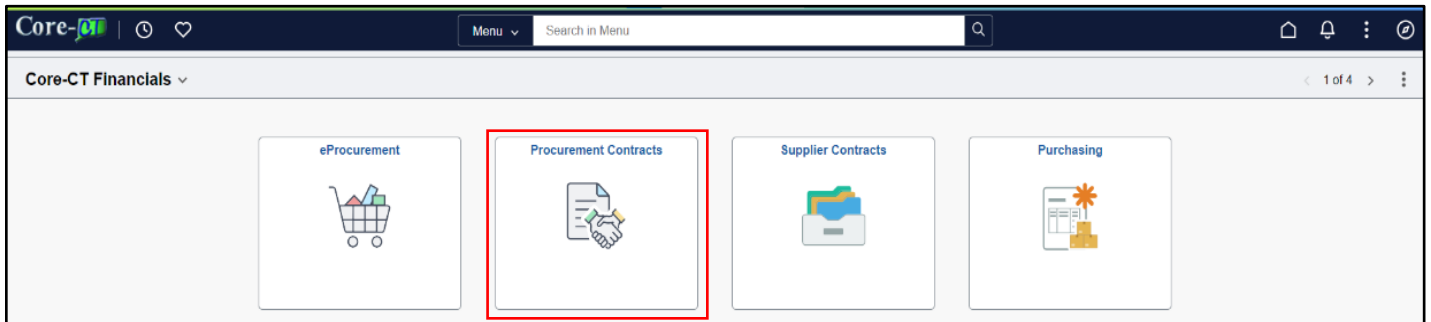 Core-CT
Menu
Search in Menu
Core-CT Financials
1 of 4
eProcurement
Procurement Contracts
Supplier Contracts
Purchasing